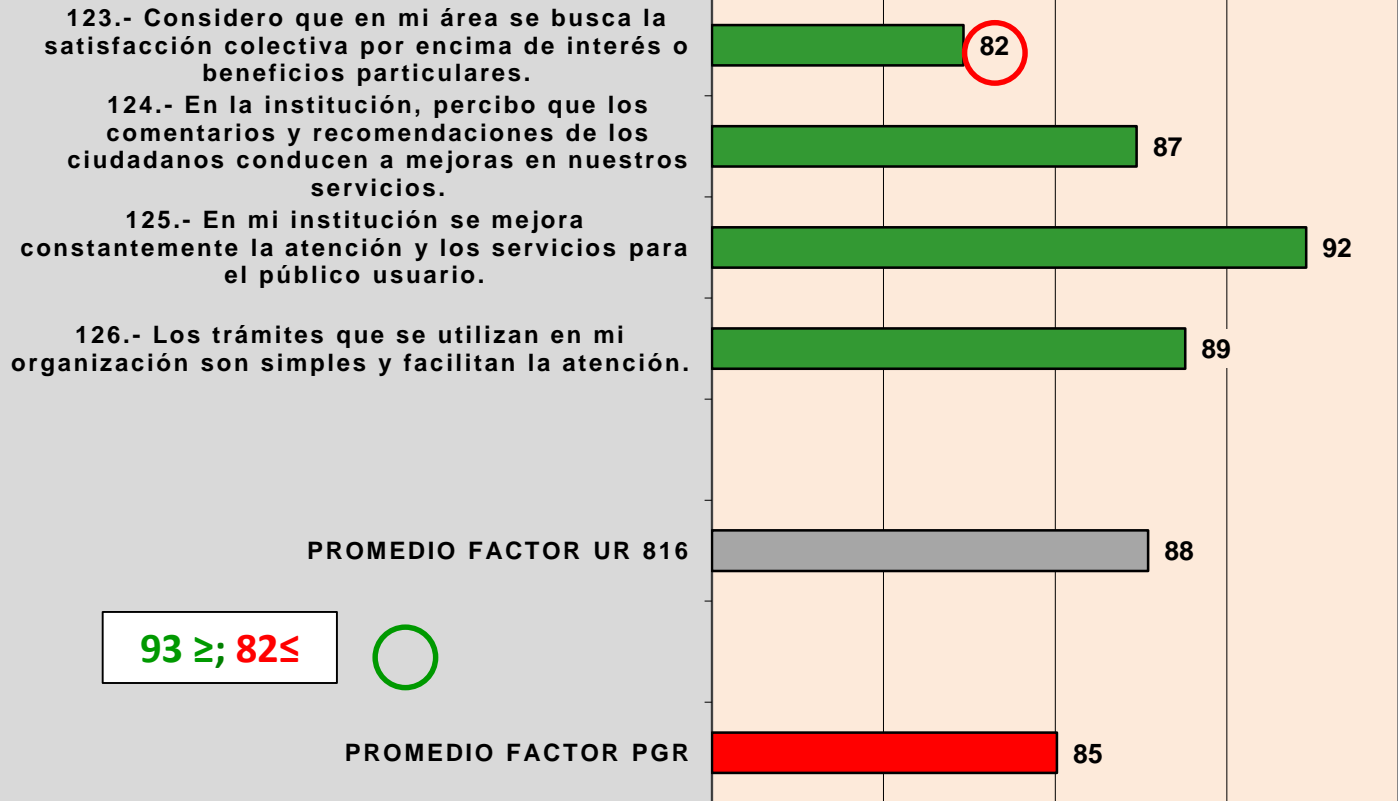 123.- Considero que en mi área se busca la
satisfacción colectiva por encima de interés o
beneficios particulares.
82
124.- En la institución, percibo que los
comentarios y recomendaciones de los
ciudadanos conducen a mejoras en nuestros
servicios.
87
125.- En mi institución se mejora
constantemente la atención y los servicios para
el público usuario.
92
126.- Los trámites que se utilizan en mi
organización son simples y facilitan la atención.
89
PROMEDIO FACTOR UR 816
88
93 ≥; 82≤
PROMEDIO FACTOR PGR
85